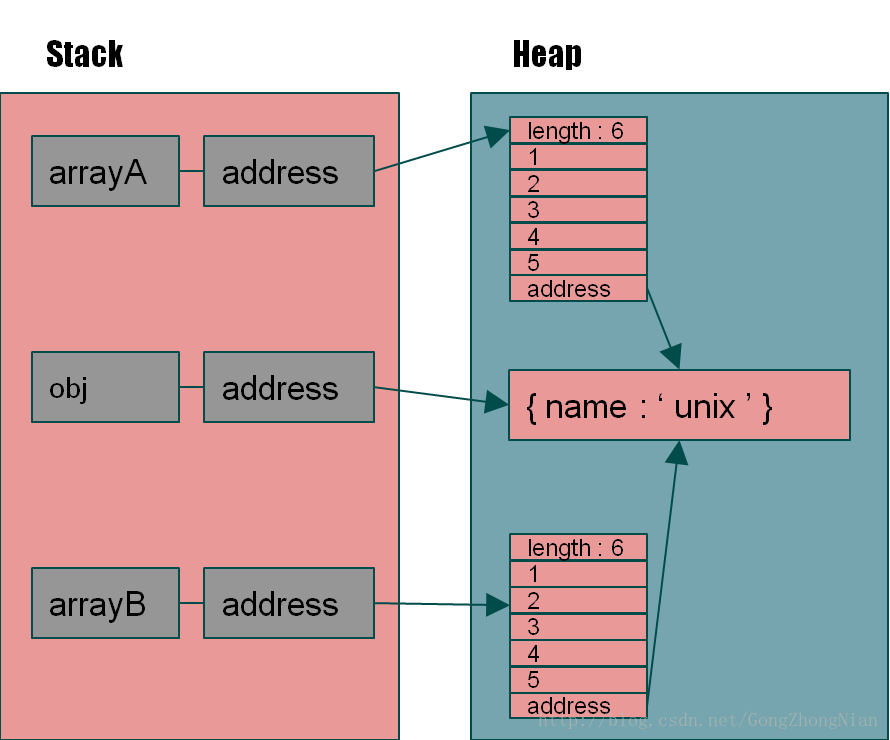 Stack
Heap
arrayA
address
length : 6
1
2
3
4
5
address
obj
address
{ name : ‘ unix ’ }
arrayB
address
length : 6
1
2
3
4
5
address
http://blog.csdn.net/GongZhongNian